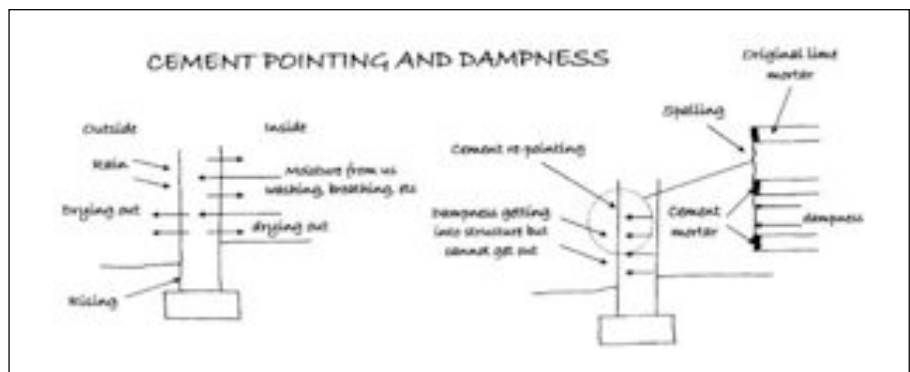 CEMENT POINTING AND DAMPNESS
Outside
Inside
Rain
Moisture from us
washing, breathing, etc
Drying out
drying out
Rising
Cement re-pointing
Dampness getting
into structure but
cannot get out
Spalling
Original lime
mortar
Cement
mortar
dampness